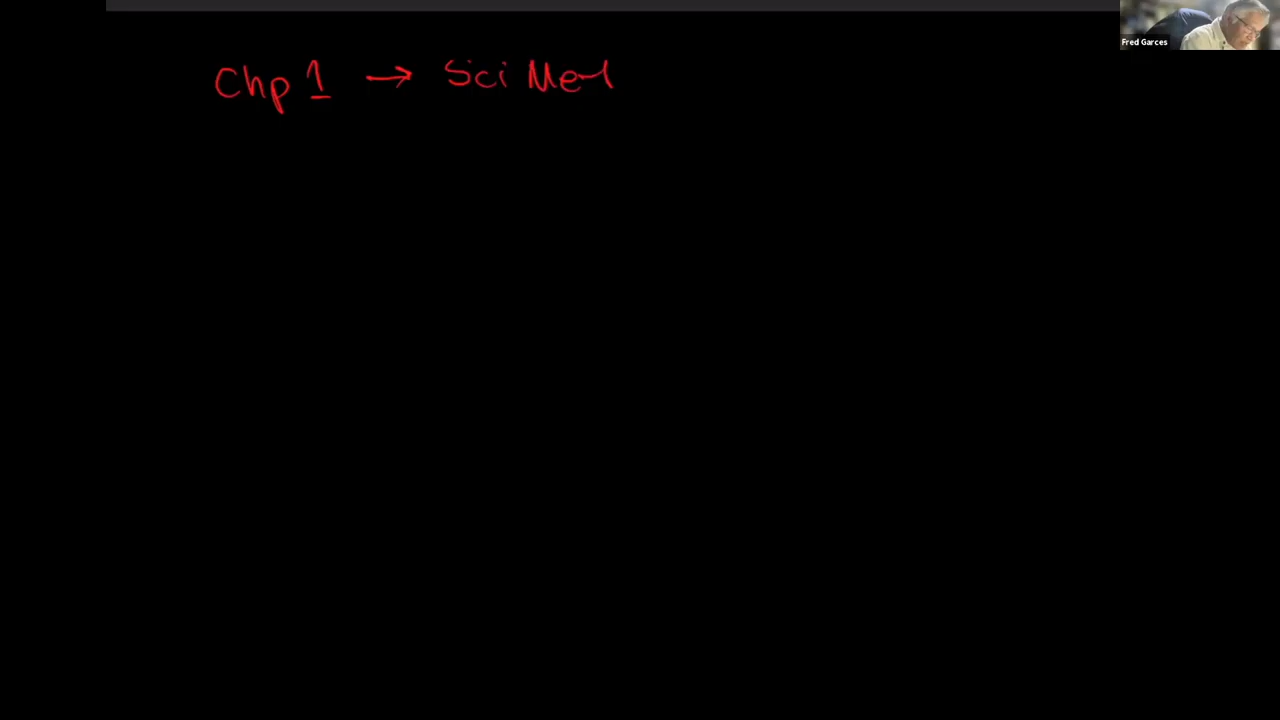 Fred Garces
Chp 1 → Sci Met